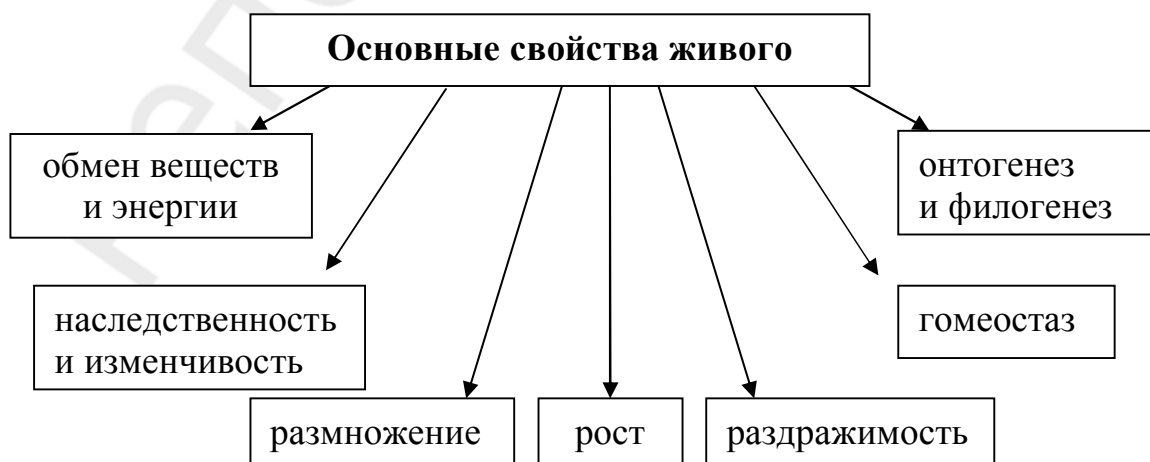 Основные свойства живого
обмен веществ
и энергии
онтогенез
и филогенез
наследственность
и изменчивость
гомеостаз
размножение
рост
раздражимость